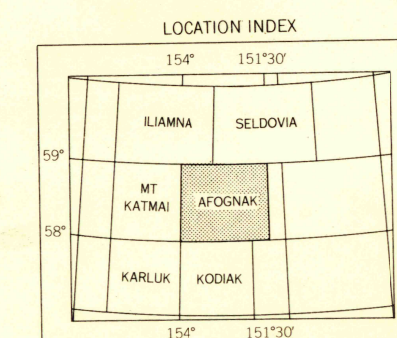 LOCATION INDEX
154° 151°30′
ILIAMNA SELDOVIA
59°
MT
KATMAI AFOGNAK
58°
KARLUK KODIAK
154° 151°30′